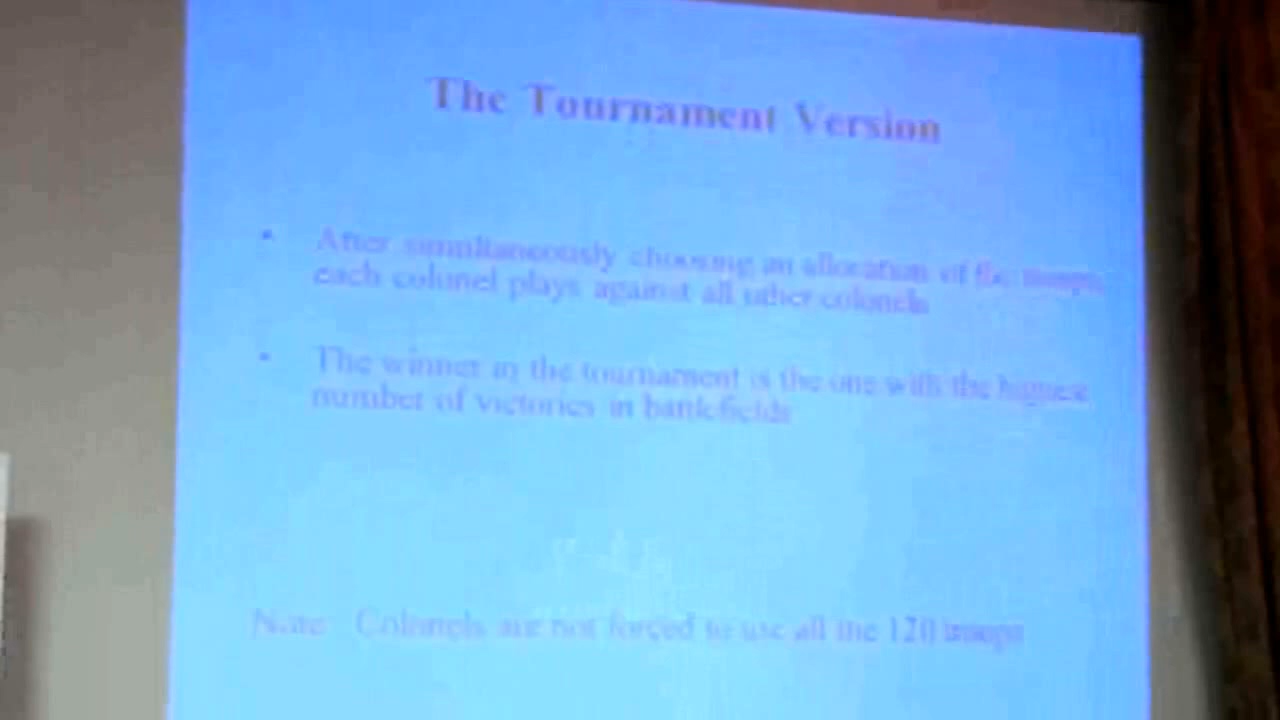 The Tournament Version
• After simultaneously choosing an allocation of the troops,
each colonel plays against all other colonels
• The winner in the tournament is the one with the highest
number of victories in battlefields
Note Colonels are not forced to use all the 120 troops